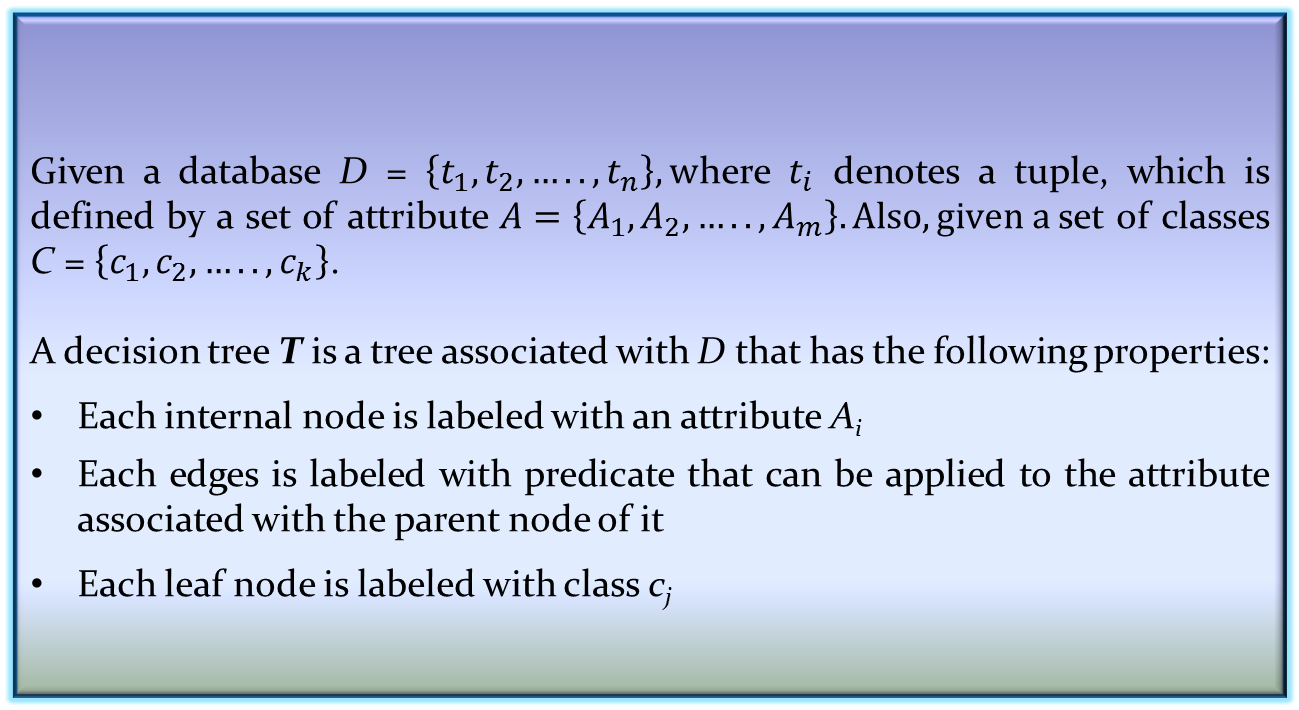 Given a database D = {t₁, t₂, …‥, tₙ}, where tᵢ denotes a tuple, which is
defined by a set of attribute A = {A₁, A₂, …‥, Aₘ}. Also, given a set of classes
C = {c₁, c₂, …‥, cₖ}.
A decision tree T is a tree associated with D that has the following properties:
• Each internal node is labeled with an attribute Aᵢ
• Each edges is labeled with predicate that can be applied to the attribute
associated with the parent node of it
• Each leaf node is labeled with class cⱼ